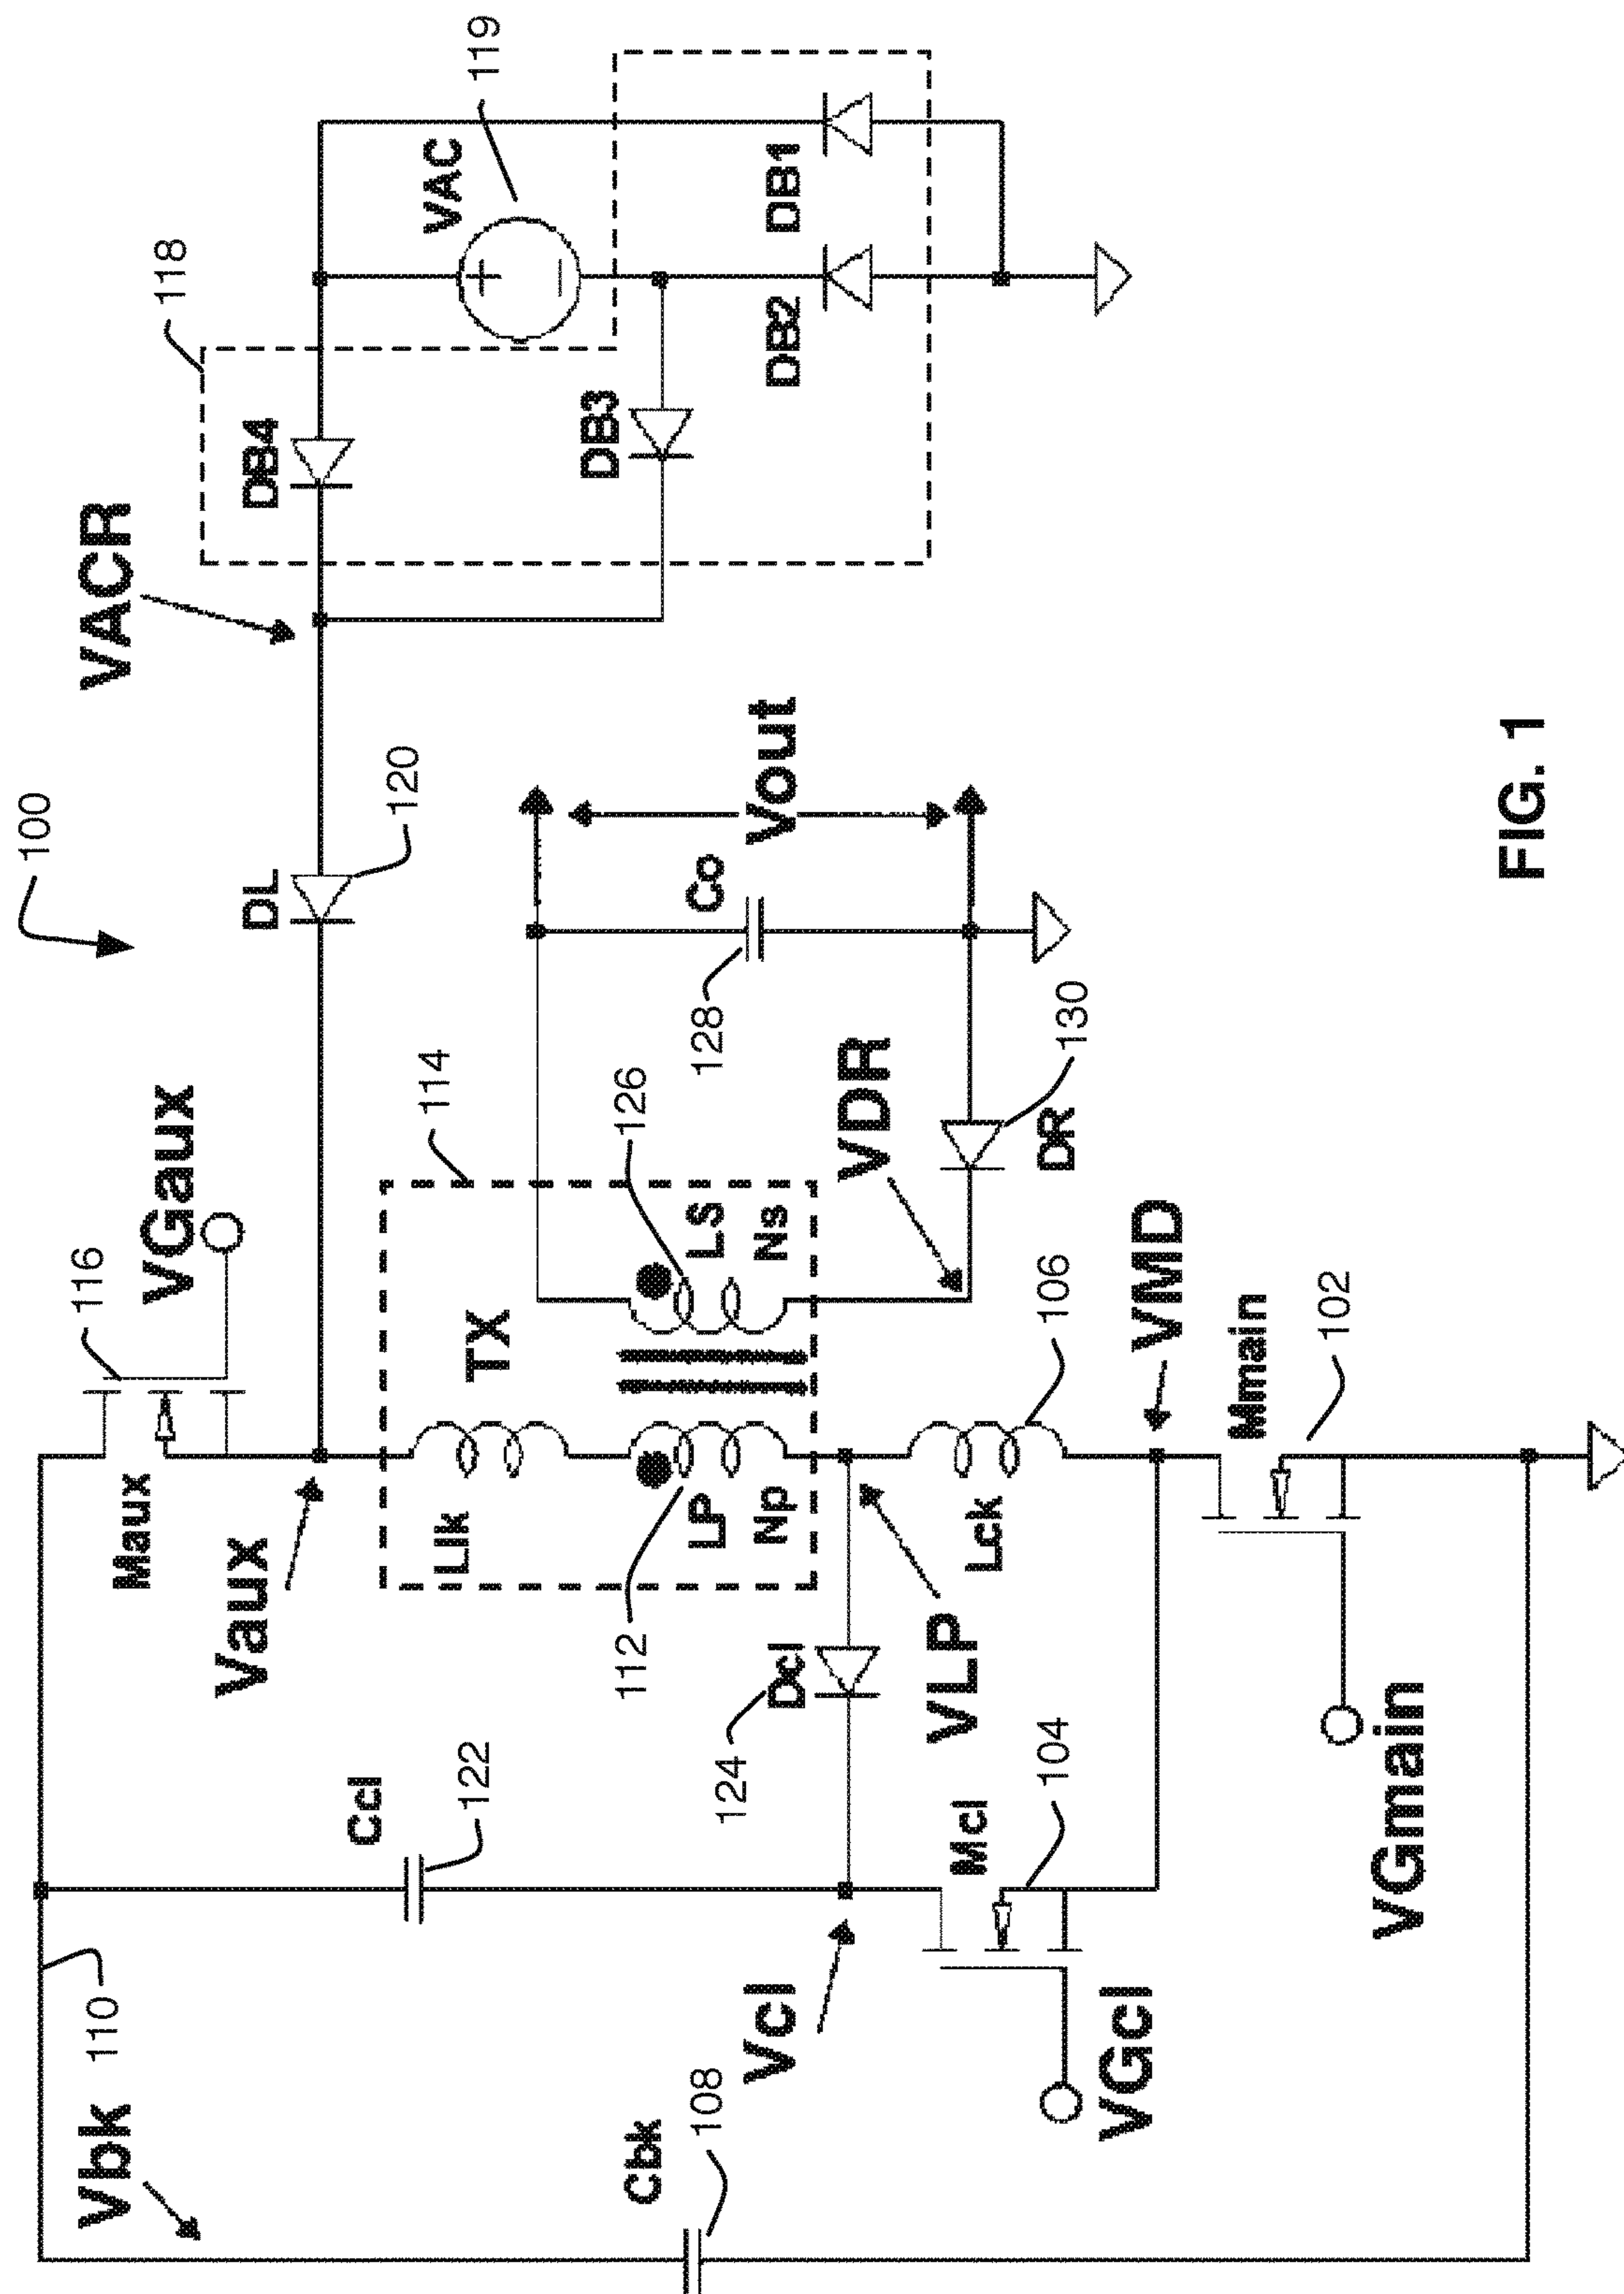 100
118
119
VAC
DB4
DB3
DB1
DB2
VACR
DL
120
116
VGaux
Maux
Vaux
114
TX
Llk
126
LS
Ns
LP
Np
112
Co
128
Vout
VDR
DR
130
110
Vbk
Ccl
122
Cbk
108
Dcl
124
Vcl
VLP
Lck
106
VMD
Mcl
104
VGcl
Mmain
102
VGmain
FIG. 1